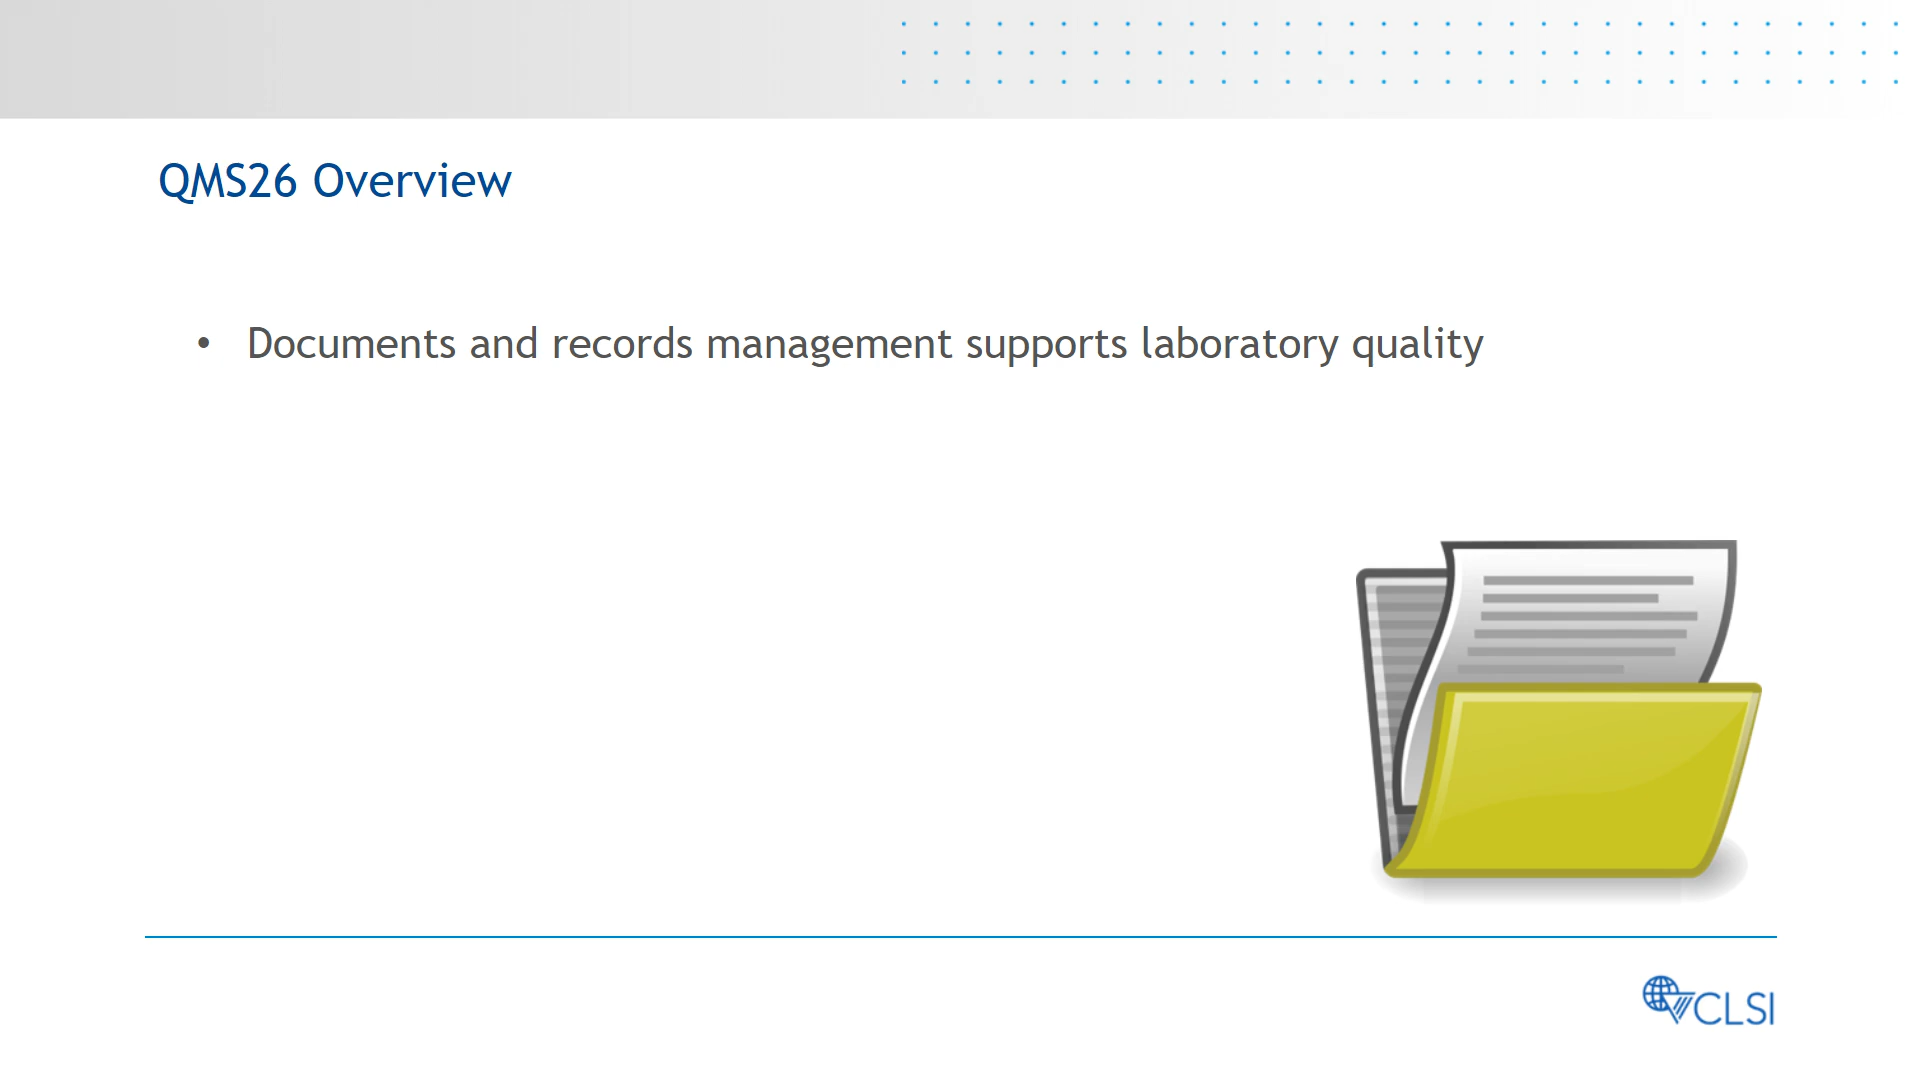 QMS26 Overview
• Documents and records management supports laboratory quality
CLSI